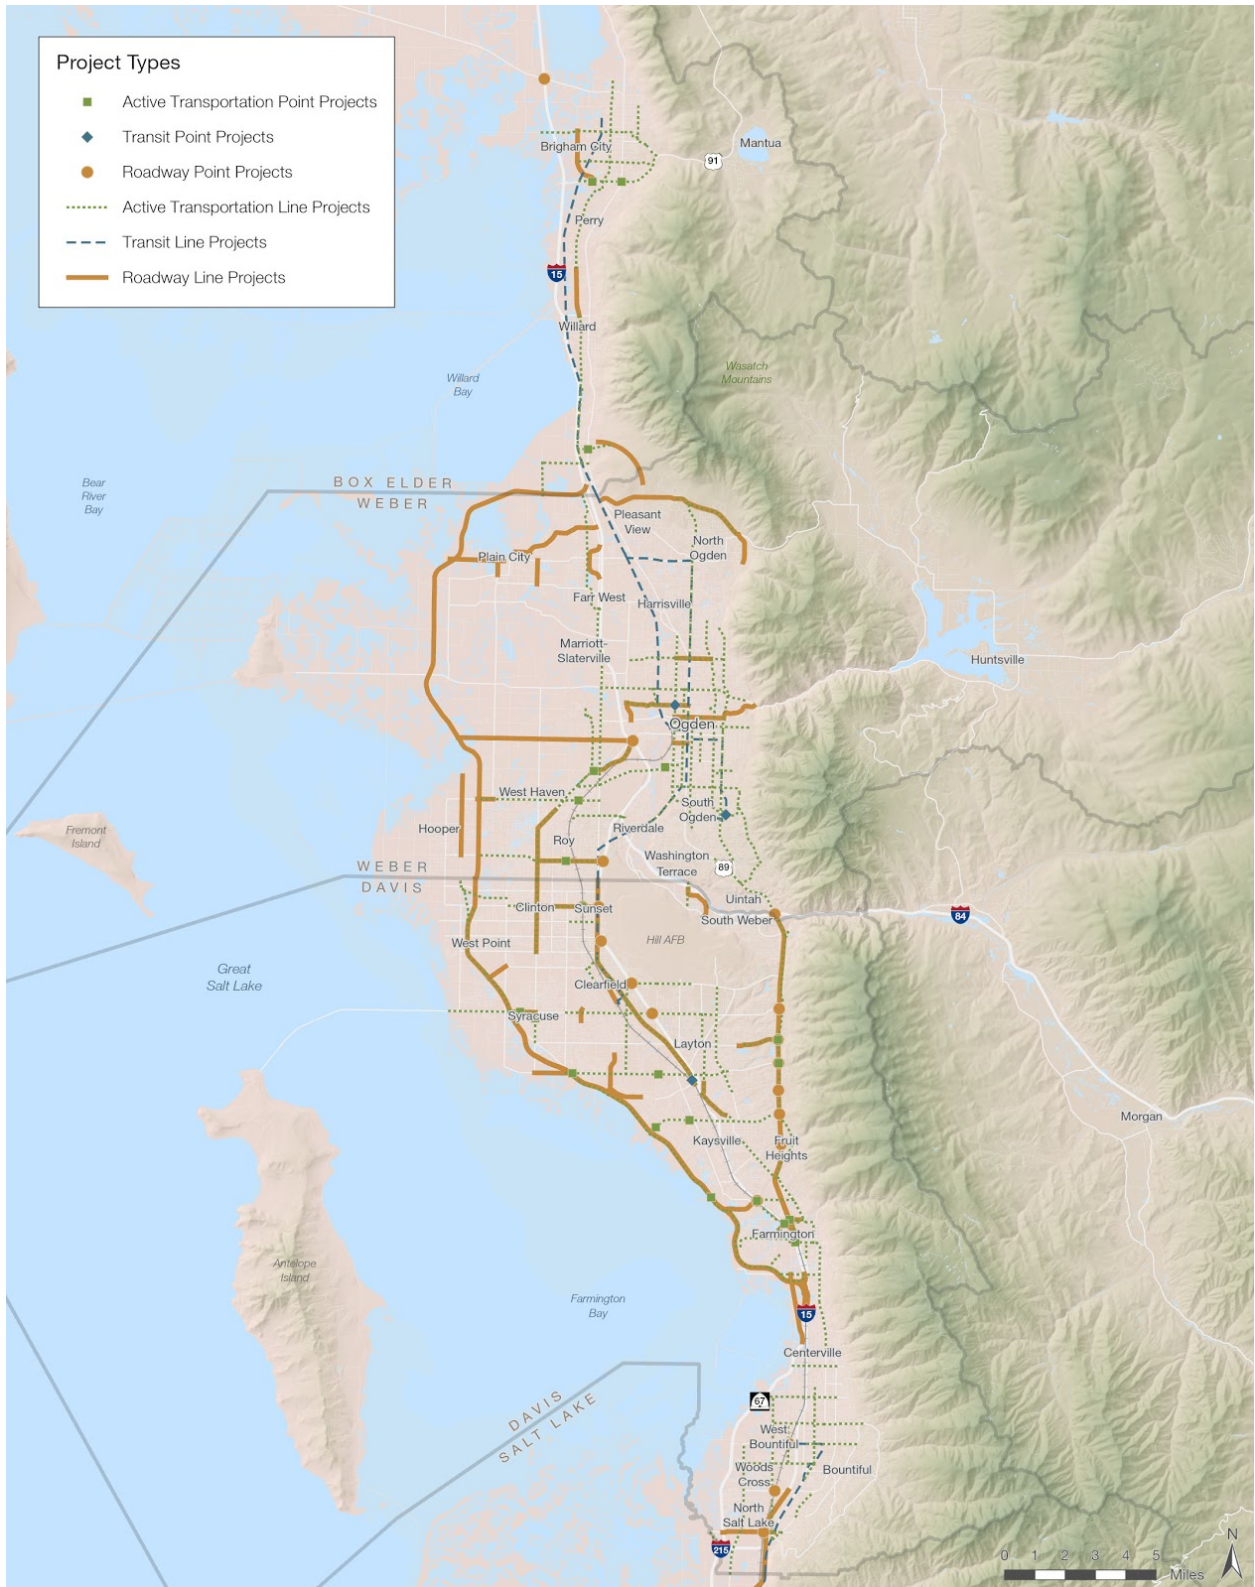 Project Types
Active Transportation Point Projects
Transit Point Projects
Roadway Point Projects
Active Transportation Line Projects
Transit Line Projects
Roadway Line Projects
Brigham City
91
Mantua
Perry
15
Willard
Willard
Bay
Wasatch
Mountains
Bear
River
Bay
BOX ELDER
WEBER
Pleasant
View
North
Ogden
Plain City
Farr West
Harrisville
Marriott-
Slaterville
Huntsville
Ogden
West Haven
South
Ogden
Hooper
Riverdale
Fremont
Island
Roy
Washington
Terrace
89
WEBER
DAVIS
Uintah
Clinton
Sunset
South Weber
84
West Point
Hill AFB
Great
Salt Lake
Clearfield
Syracuse
Layton
Morgan
Kaysville
Fruit
Heights
Farmington
Antelope
Island
Farmington
Bay
15
Centerville
DAVIS
SALT LAKE
67
West
Bountiful
Woods
Cross
Bountiful
North
Salt Lake
215
N
0 1 2 3 4 5
Miles